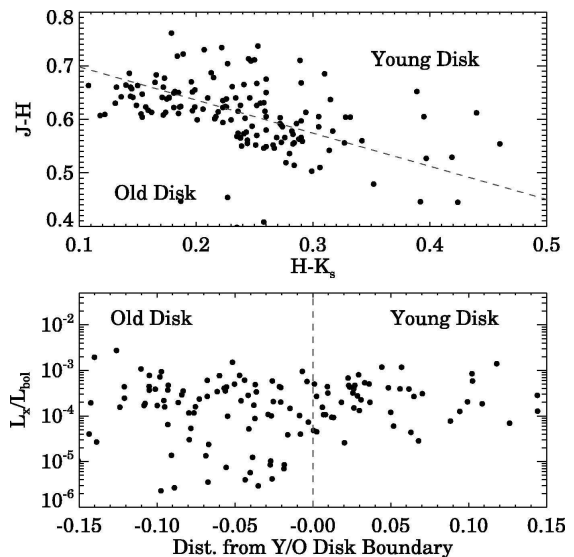 0.8
0.7
0.6
0.5
0.4
J-H
Young Disk
Old Disk
0.1 0.2 0.3 0.4 0.5
H-Ks
Old Disk Young Disk
10-2
10-3
10-4
10-5
10-6
Lx/Lbol
-0.15 -0.10 -0.05 -0.00 0.05 0.10 0.15
Dist. from Y/O Disk Boundary